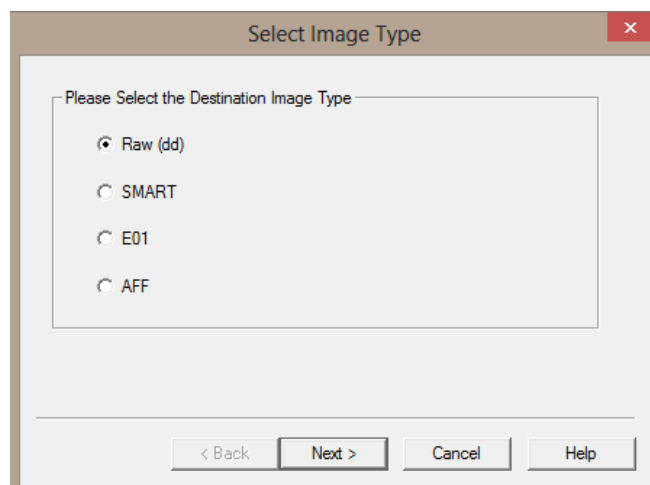 Select Image Type
Please Select the Destination Image Type
Raw (dd)
SMART
E01
AFF
< Back Next > Cancel Help